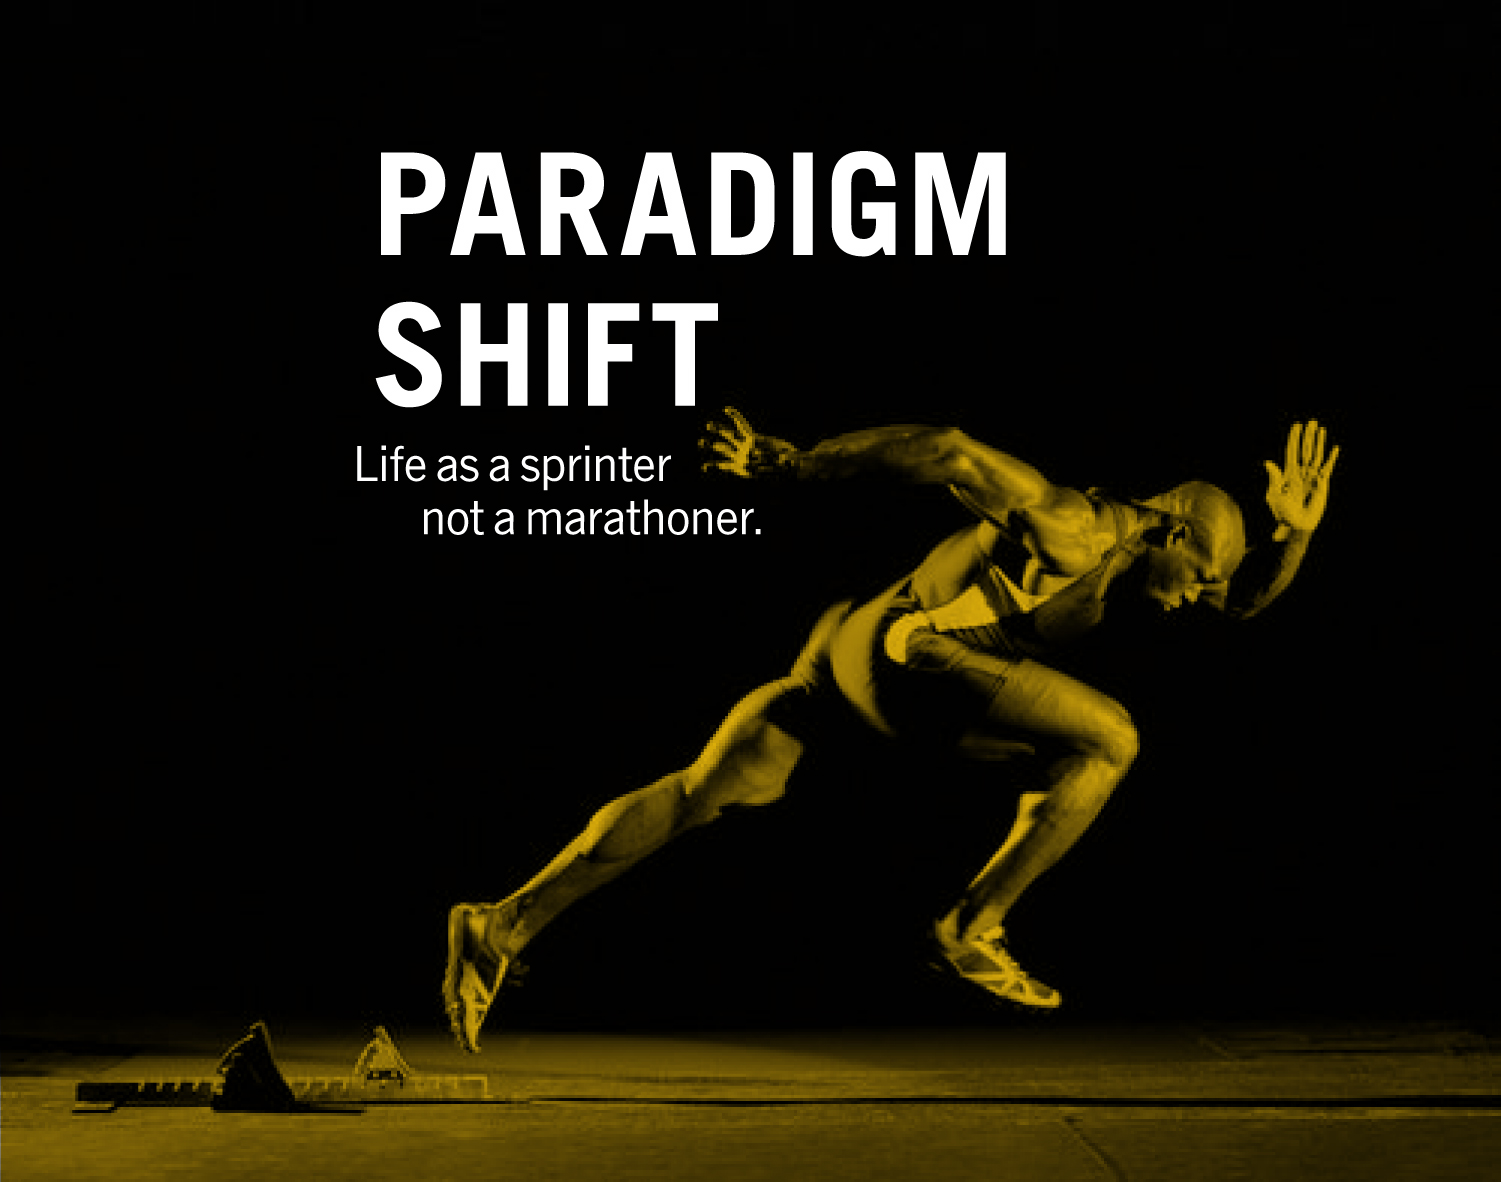 PARADIGM
SHIFT
Life as a sprinter
not a marathoner.